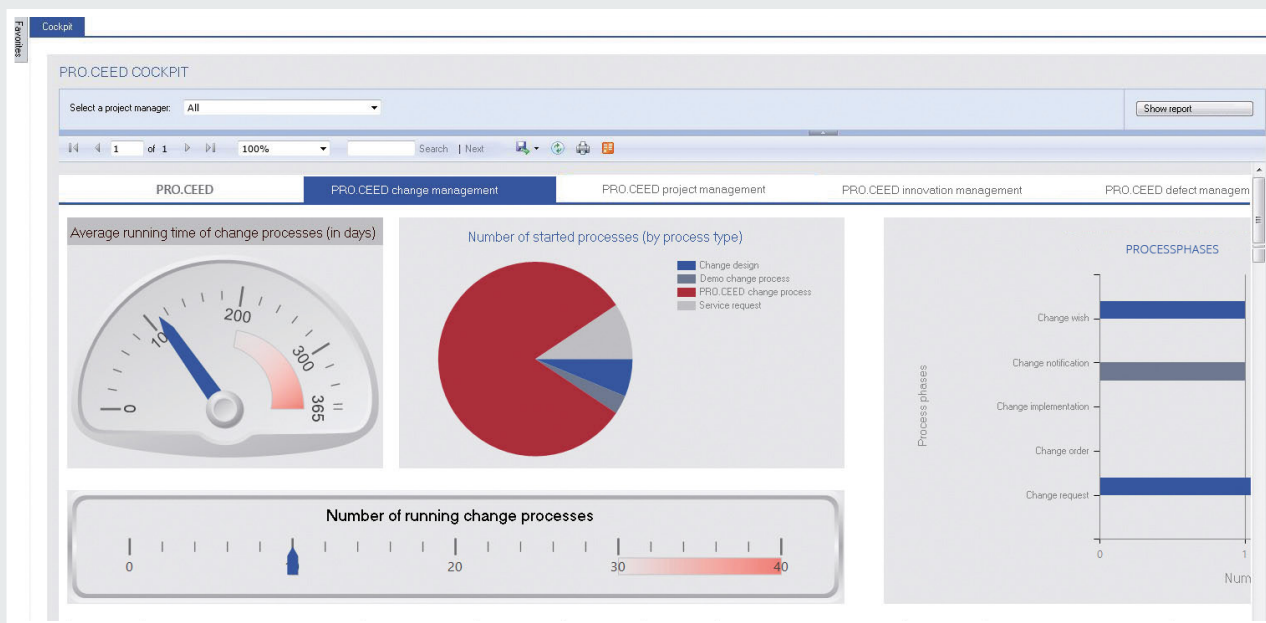 Favorites
Cockpit
PRO.CEED COCKPIT
Select a project manager: All
Show report
1 of 1 100% Search | Next
PRO.CEED
PRO.CEED change management
PRO.CEED project management
PRO.CEED innovation management
PRO.CEED defect managem
Average running time of change processes (in days)
0
100
200
300
365
Number of started processes (by process type)
Change design
Demo change process
PRO.CEED change process
Service request
PROCESSPHASES
Process phases
Change wish
Change notification
Change implementation
Change order
Change request
0 1
Num
Number of running change processes
0 20 30 40